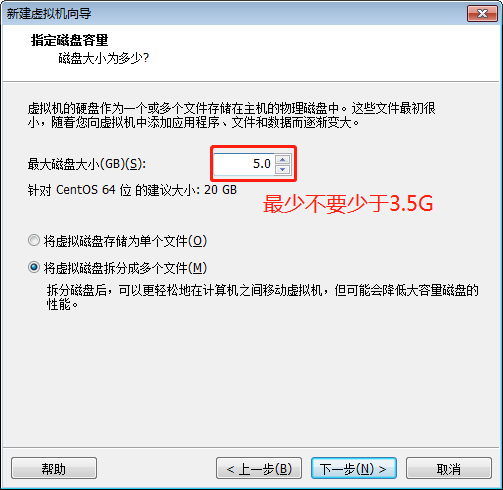 新建虚拟机向导
指定磁盘容量
磁盘大小为多少?
虚拟机的硬盘作为一个或多个文件存储在主机的物理磁盘中。这些文件最初很
小，随着您向虚拟机中添加应用程序、文件和数据而逐渐变大。
最大磁盘大小(GB)(S): 5.0
针对 CentOS 64 位 的建议大小: 20 GB
最少不要少于3.5G
将虚拟磁盘存储为单个文件(O)
将虚拟磁盘拆分成多个文件(M)
拆分磁盘后，可以更轻松地在计算机之间移动虚拟机，但可能会降低大容量磁盘的
性能。
帮助 < 上一步(B) 下一步(N) > 取消